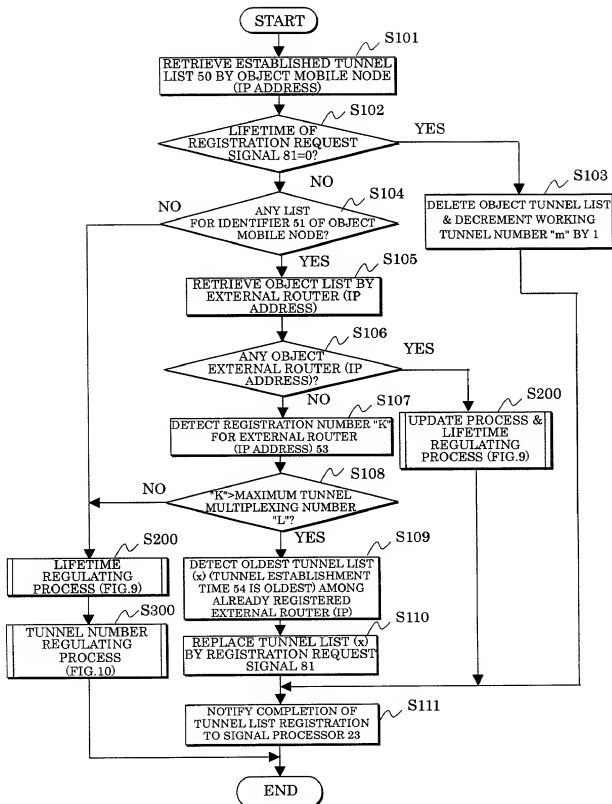 START
S101
RETRIEVE ESTABLISHED TUNNEL
LIST 50 BY OBJECT MOBILE NODE
(IP ADDRESS)
S102
LIFETIME OF
REGISTRATION REQUEST
SIGNAL 81=0?
YES
NO
S103
DELETE OBJECT TUNNEL LIST
& DECREMENT WORKING
TUNNEL NUMBER "m" BY 1
S104
NO
ANY LIST
FOR IDENTIFIER 51 OF OBJECT
MOBILE NODE?
YES
S105
RETRIEVE OBJECT LIST BY
EXTERNAL ROUTER (IP
ADDRESS)
S106
ANY OBJECT
EXTERNAL ROUTER (IP
ADDRESS)?
YES
NO
S200
UPDATE PROCESS &
LIFETIME
REGULATING
PROCESS (FIG.9)
S107
DETECT REGISTRATION NUMBER "K"
FOR EXTERNAL ROUTER
(IP ADDRESS) 53
S108
NO
"K">MAXIMUM TUNNEL
MULTIPLEXING NUMBER
"L"?
YES
S200
LIFETIME
REGULATING
PROCESS (FIG.9)
S109
DETECT OLDEST TUNNEL LIST
(x) (TUNNEL ESTABLISHMENT
TIME 54 IS OLDEST) AMONG
ALREADY REGISTERED
EXTERNAL ROUTER (IP)
S300
TUNNEL NUMBER
REGULATING
PROCESS
(FIG.10)
S110
REPLACE TUNNEL LIST (x)
BY REGISTRATION REQUEST
SIGNAL 81
S111
NOTIFY COMPLETION OF
TUNNEL LIST REGISTRATION
TO SIGNAL PROCESSOR 23
END